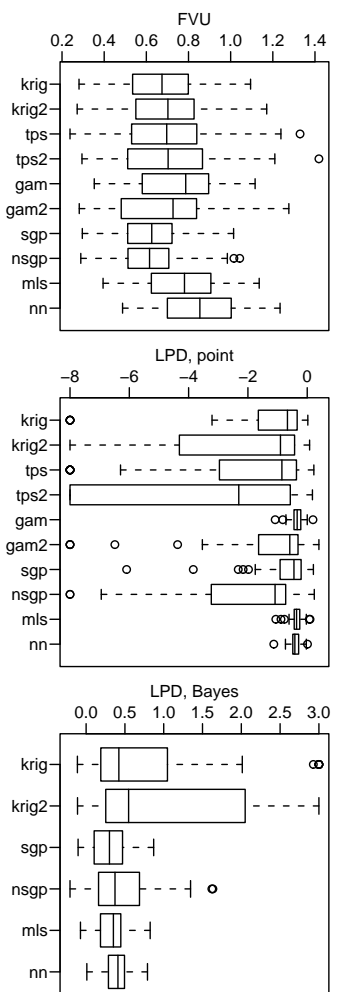 FVU
0.2 0.4 0.6 0.8 1.0 1.2 1.4
krig
krig2
tps
tps2
gam
gam2
sgp
nsgp
mls
nn
LPD, point
−8 −6 −4 −2 0
krig
krig2
tps
tps2
gam
gam2
sgp
nsgp
mls
nn
LPD, Bayes
0.0 0.5 1.0 1.5 2.0 2.5 3.0
krig
krig2
sgp
nsgp
mls
nn